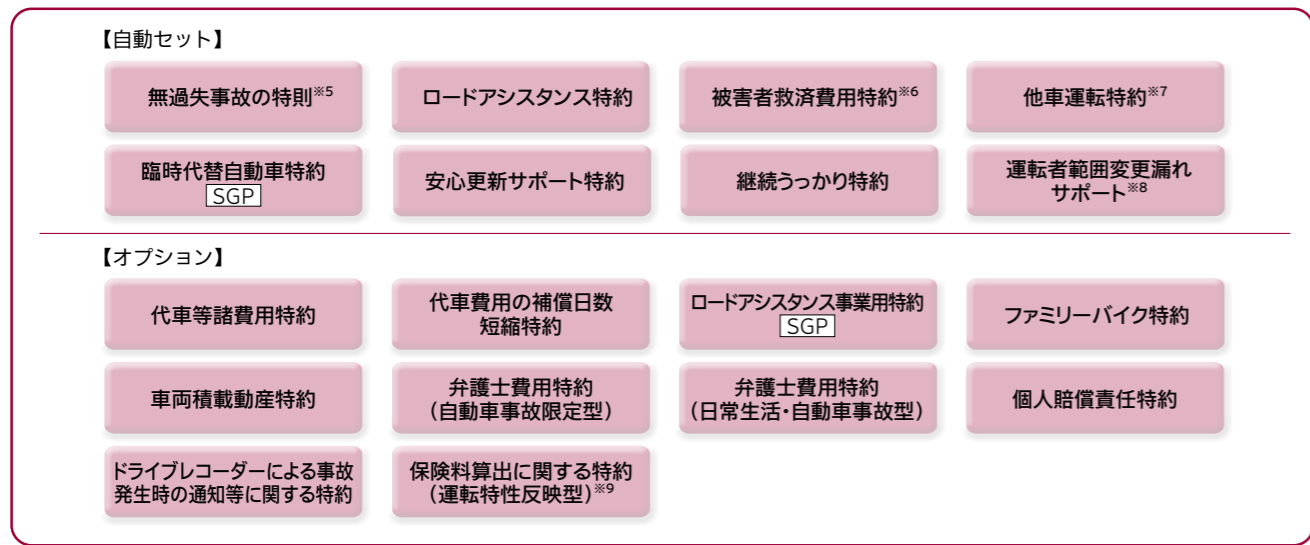 【自動セット】
無過失事故の特則※5
ロードアシスタンス特約
被害者救済費用特約※6
他車運転特約※7
臨時代替自動車特約
SGP
安心更新サポート特約
継続うっかり特約
運転者範囲変更漏れ
サポート※8
【オプション】
代車等諸費用特約
代車費用の補償日数
短縮特約
ロードアシスタンス事業用特約
SGP
ファミリーバイク特約
車両積載動産特約
弁護士費用特約
（自動車事故限定型）
弁護士費用特約
（日常生活・自動車事故型）
個人賠償責任特約
ドライブレコーダーによる事故
発生時の通知等に関する特約
保険料算出に関する特約
（運転特性反映型）※9